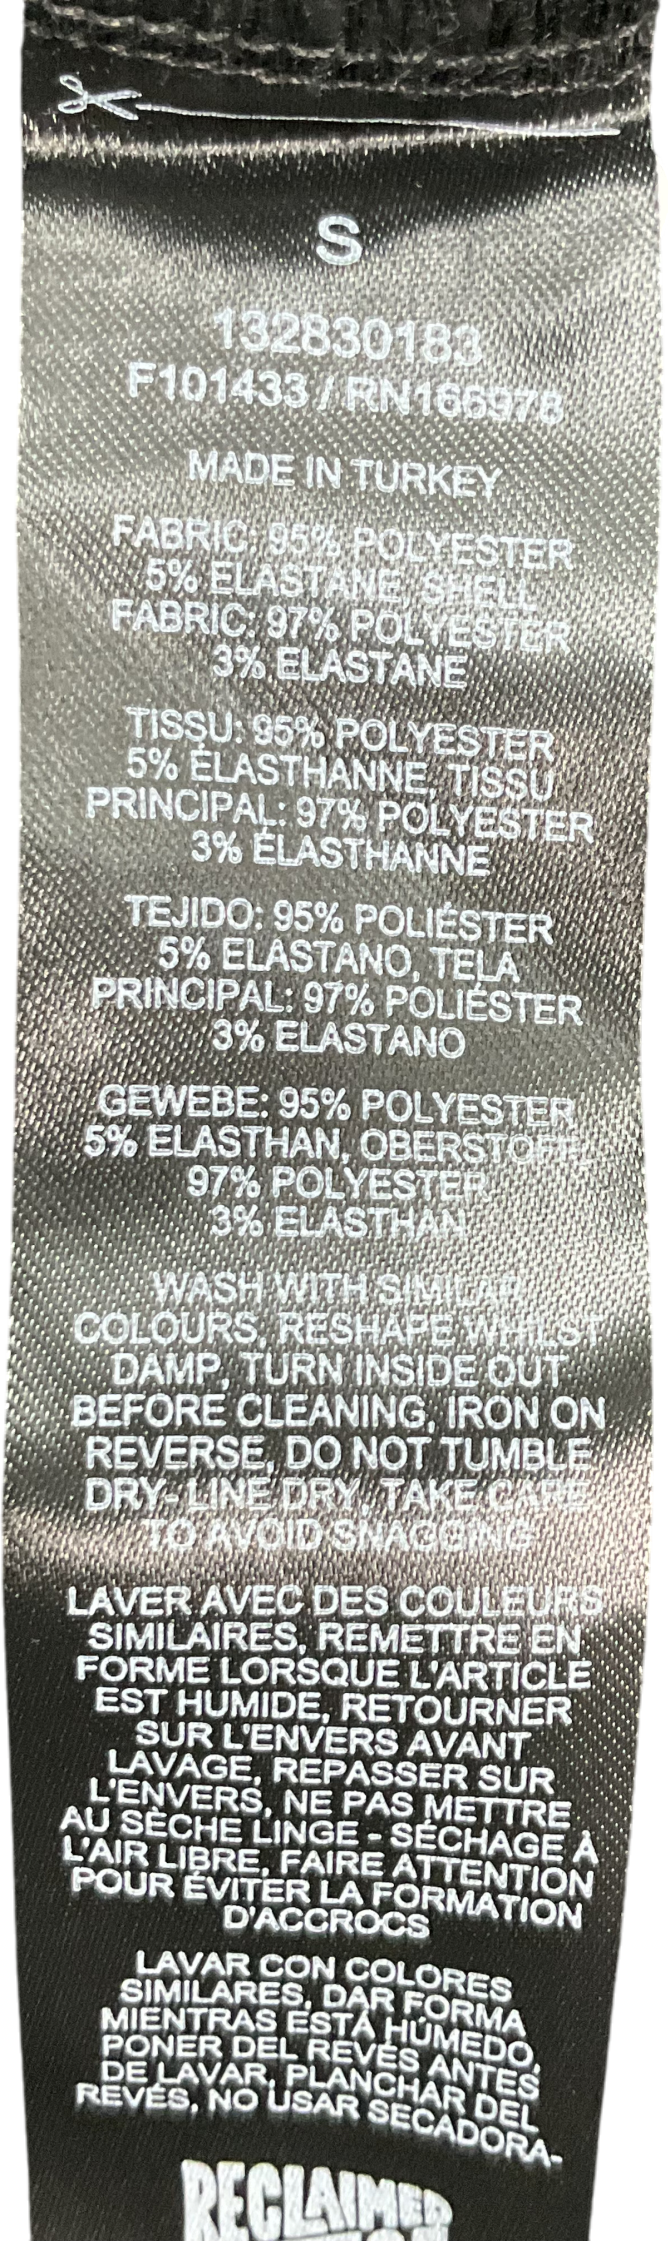 S
132830183
F101433 / RN166978
MADE IN TURKEY
FABRIC: 95% POLYESTER
5% ELASTANE, SHELL
FABRIC: 97% POLYESTER
3% ELASTANE
TISSU: 95% POLYESTER
5% ÉLASTHANNE, TISSU
PRINCIPAL: 97% POLYESTER
3% ÉLASTHANNE
TEJIDO: 95% POLIÉSTER
5% ELASTANO, TELA
PRINCIPAL: 97% POLIÉSTER
3% ELASTANO
GEWEBE: 95% POLYESTER
5% ELASTHAN, OBERSTOFF:
97% POLYESTER
3% ELASTHAN
WASH WITH SIMILAR
COLOURS, RESHAPE WHILST
DAMP, TURN INSIDE OUT
BEFORE CLEANING, IRON ON
REVERSE, DO NOT TUMBLE
DRY- LINE DRY, TAKE CARE
TO AVOID SNAGGING
LAVER AVEC DES COULEURS
SIMILAIRES, REMETTRE EN
FORME LORSQUE L'ARTICLE
EST HUMIDE, RETOURNER
SUR L'ENVERS AVANT
LAVAGE, REPASSER SUR
L'ENVERS, NE PAS METTRE
AU SÈCHE LINGE - SÉCHAGE À
L'AIR LIBRE, FAIRE ATTENTION
POUR ÉVITER LA FORMATION
D'ACCROCS
LAVAR CON COLORES
SIMILARES, DAR FORMA
MIENTRAS ESTÁ HÚMEDO,
PONER DEL REVÉS ANTES
DE LAVAR, PLANCHAR DEL
REVÉS, NO USAR SECADORA-
RECLAIMED